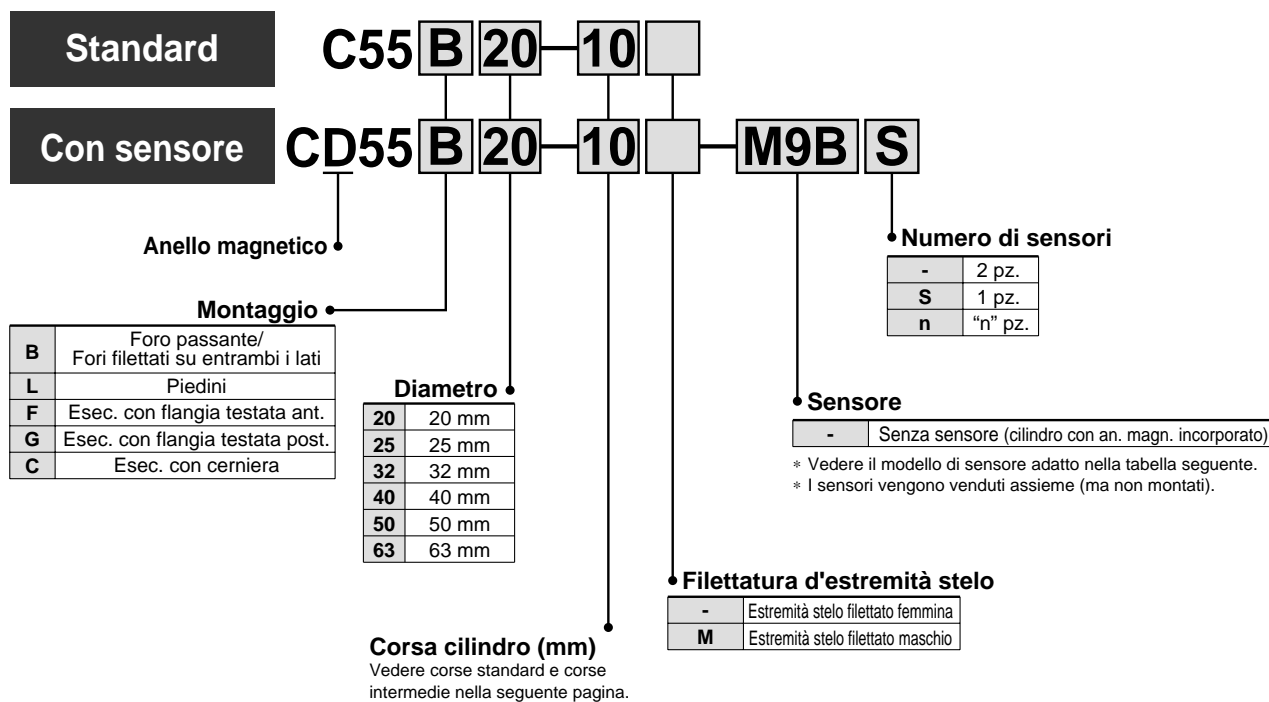 Standard
C55 B 20-10
Con sensore
CD55 B 20-10 - M9B S
Anello magnetico
Numero di sensori
- 2 pz.
S 1 pz.
n “n” pz.
Montaggio
B Foro passante/
Fori filettati su entrambi i lati
L Piedini
F Esec. con flangia testata ant.
G Esec. con flangia testata post.
C Esec. con cerniera
Diametro
20 20 mm
25 25 mm
32 32 mm
40 40 mm
50 50 mm
63 63 mm
Sensore
- Senza sensore (cilindro con an. magn. incorporato)
∗ Vedere il modello di sensore adatto nella tabella seguente.
∗ I sensori vengono venduti assieme (ma non montati).
Filettatura d'estremità stelo
- Estremità stelo filettato femmina
M Estremità stelo filettato maschio
Corsa cilindro (mm)
Vedere corse standard e corse
intermedie nella seguente pagina.